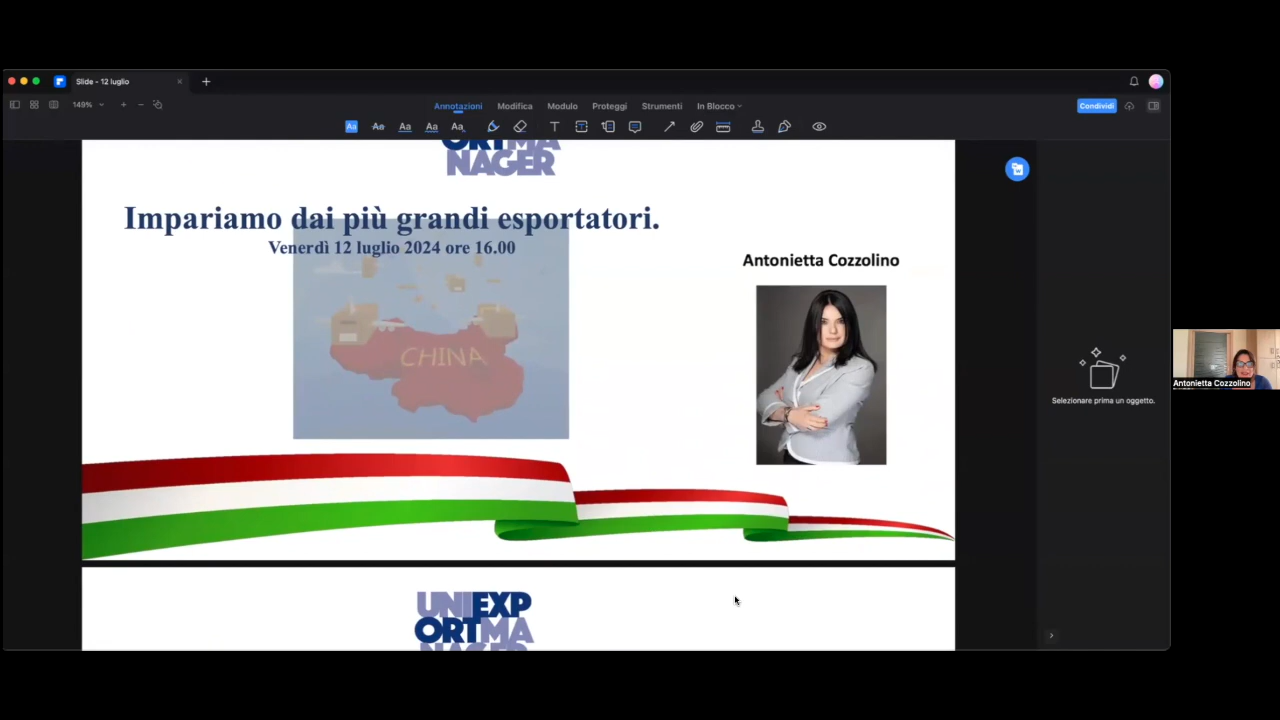 Slide - 12 luglio
149%
Annotazioni Modifica Modulo Proteggi Strumenti In Blocco
Condividi
Aa Aa Aa Aa Aa T
ORTMA
NAGER
Impariamo dai più grandi esportatori.
Venerdì 12 luglio 2024 ore 16.00
Antonietta Cozzolino
CHINA
Selezionare prima un oggetto.
Antonietta Cozzolino
UNIEXP
ORTMA
NAGER